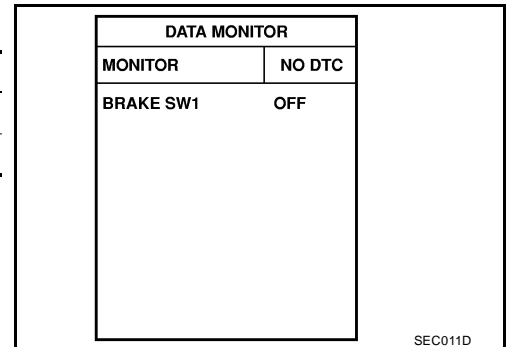 DATA MONITOR
MONITOR NO DTC
BRAKE SW1 OFF
SEC011D